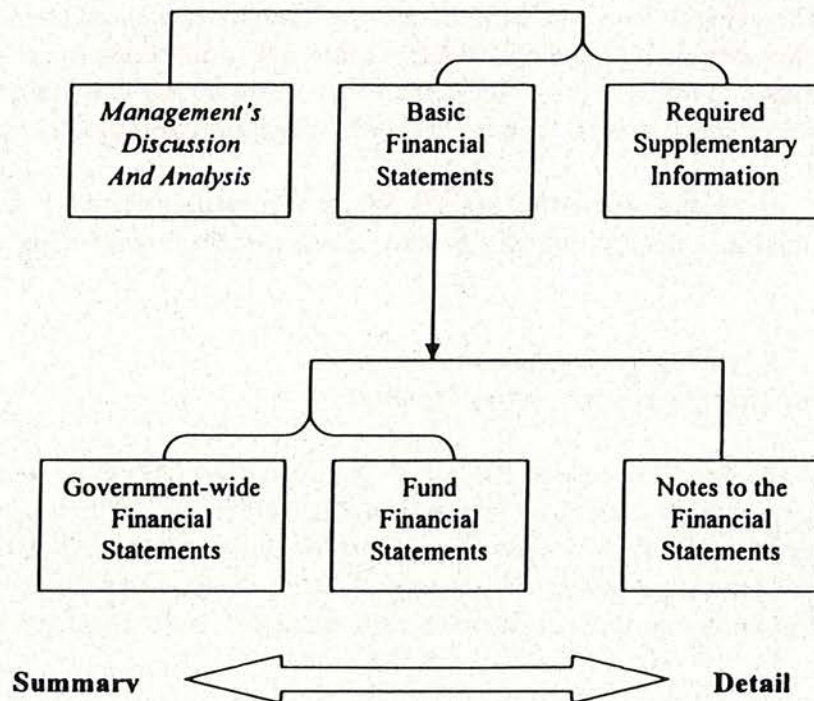 Management's
Discussion
And Analysis
Basic
Financial
Statements
Required
Supplementary
Information
Government-wide
Financial
Statements
Fund
Financial
Statements
Notes to the
Financial
Statements
Summary
Detail